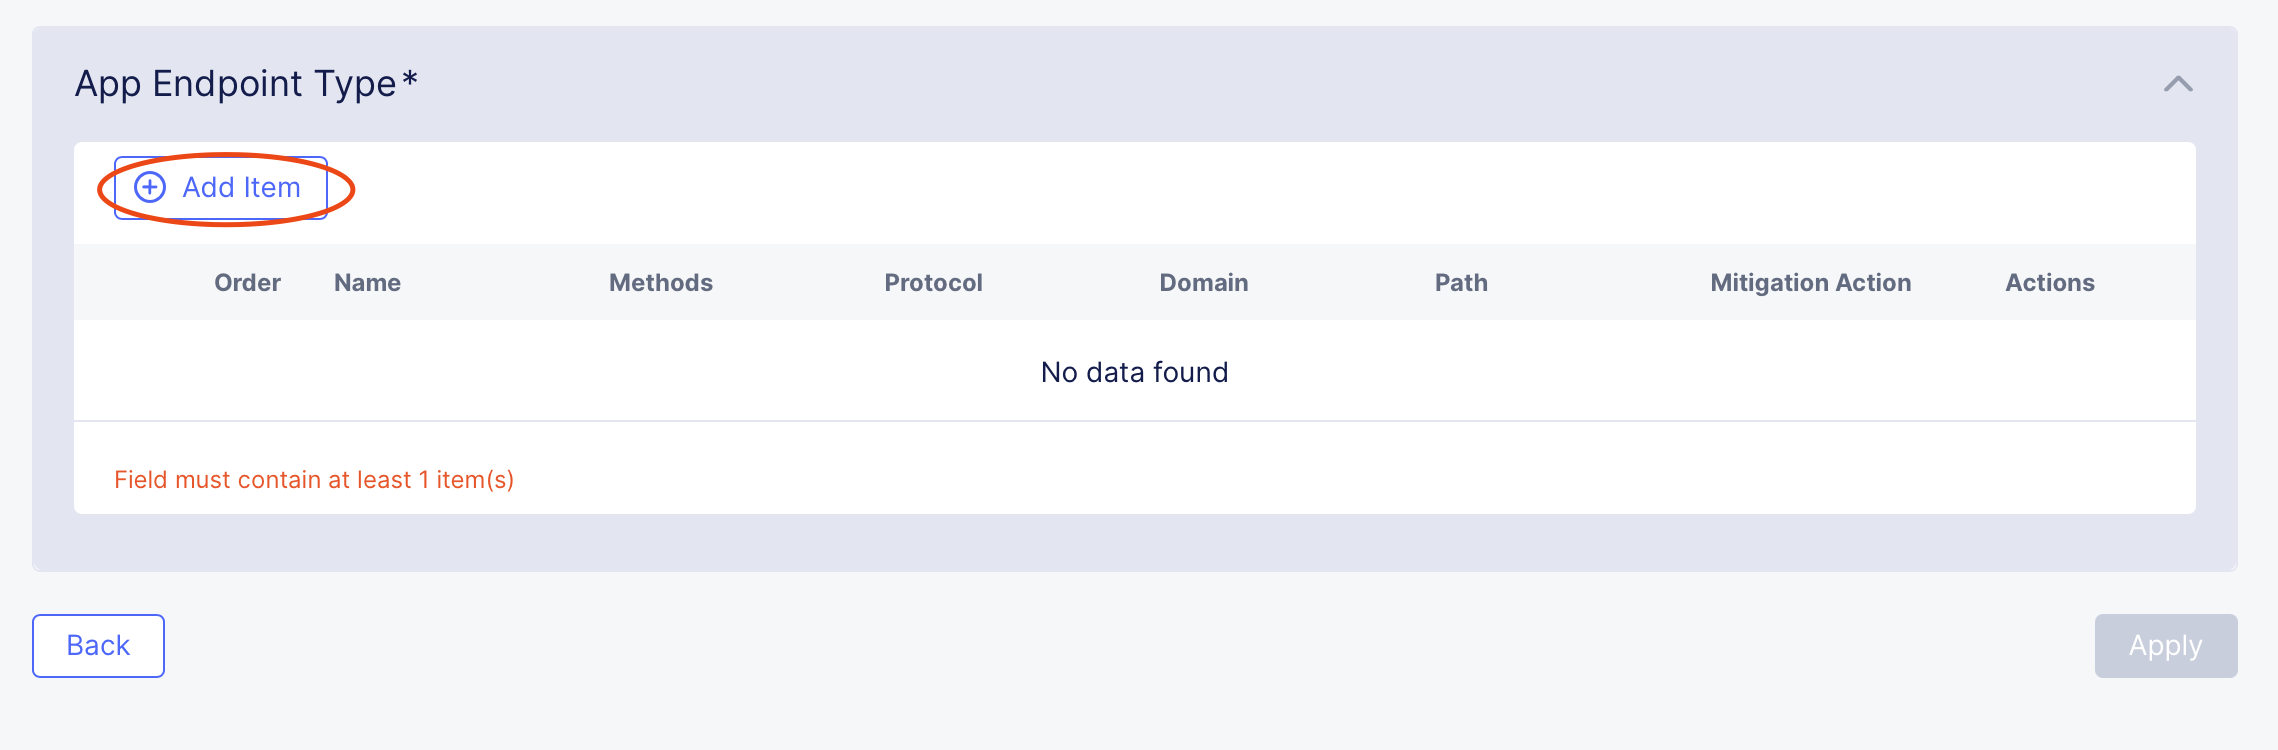 App Endpoint Type*
Add Item
Order Name Methods Protocol Domain Path Mitigation Action Actions
No data found
Field must contain at least 1 item(s)
Back Apply